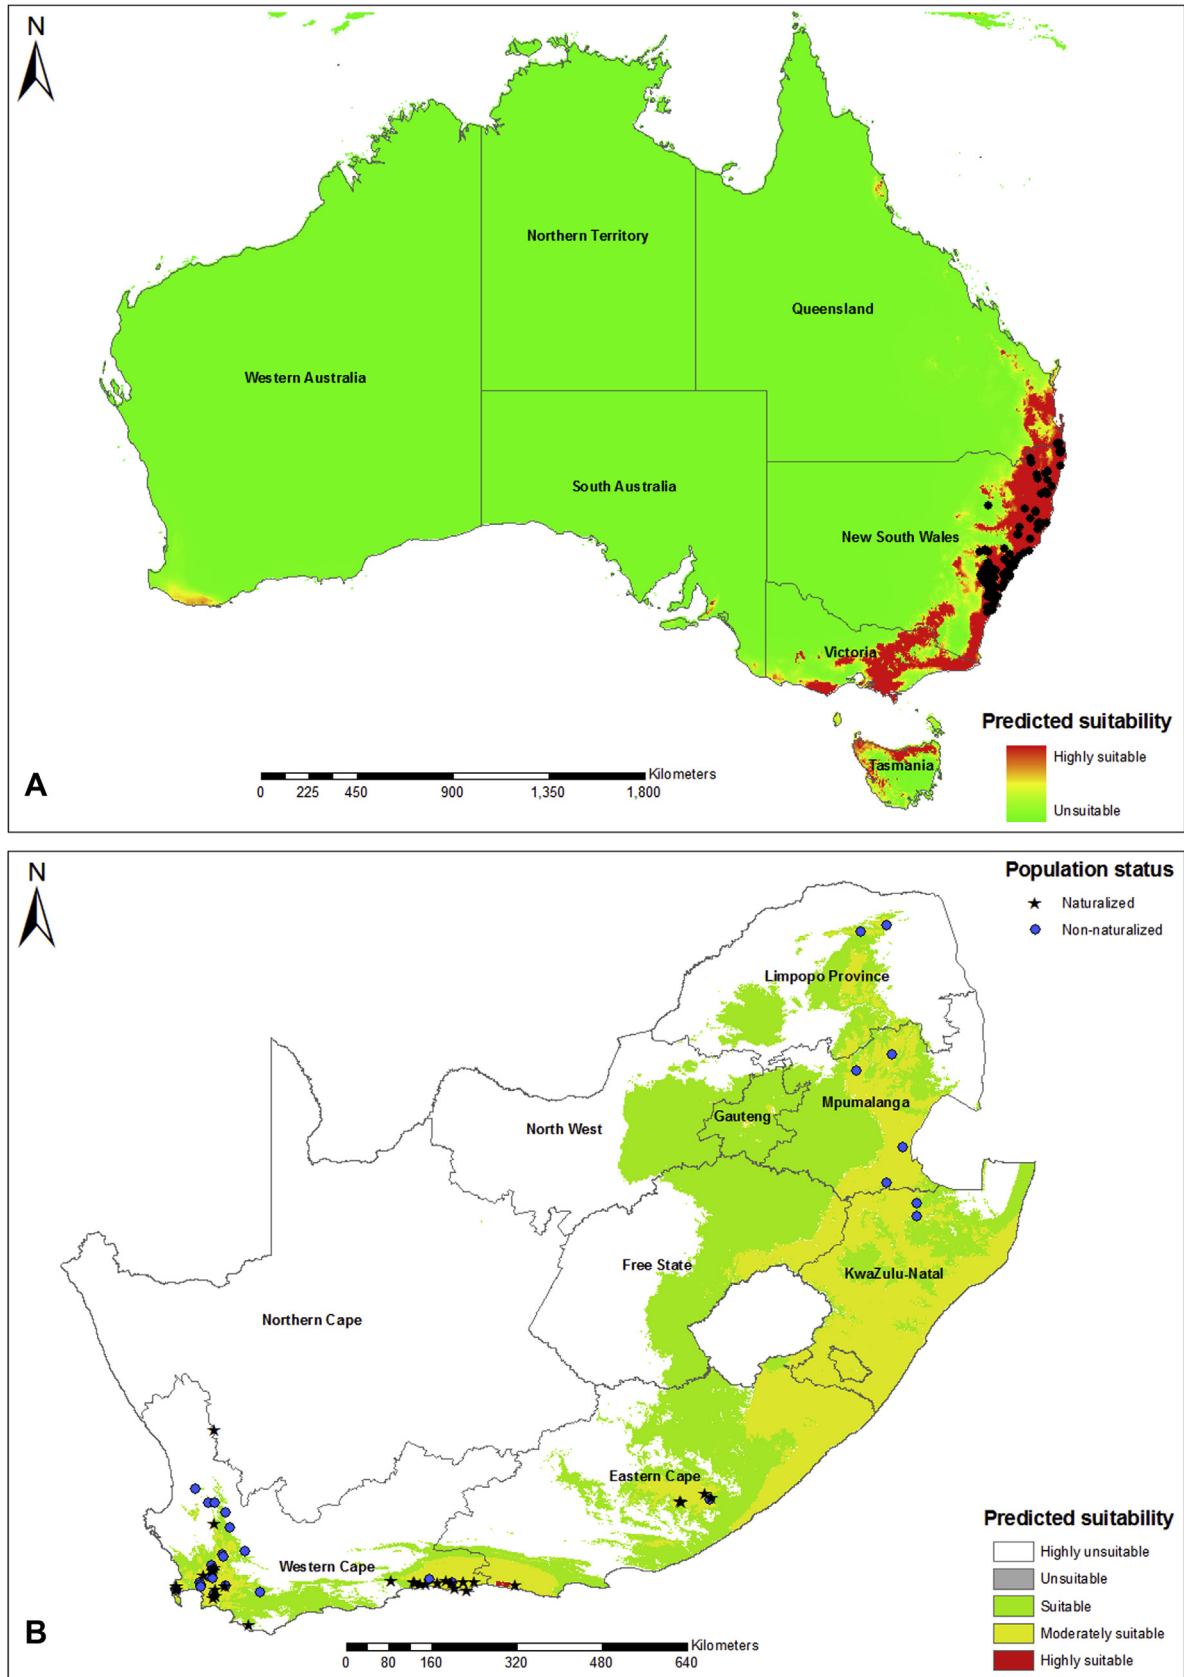 N
Northern Territory
Queensland
Western Australia
South Australia
New South Wales
Victoria
Predicted suitability
Highly suitable
Unsuitable
Tasmania
Kilometers
0 225 450 900 1,350 1,800
A
N
Population status
Naturalized
Non-naturalized
Limpopo Province
Mpumalanga
Gauteng
North West
Free State
KwaZulu-Natal
Northern Cape
Eastern Cape
Western Cape
Predicted suitability
Highly unsuitable
Unsuitable
Suitable
Moderately suitable
Highly suitable
Kilometers
0 80 160 320 480 640
B